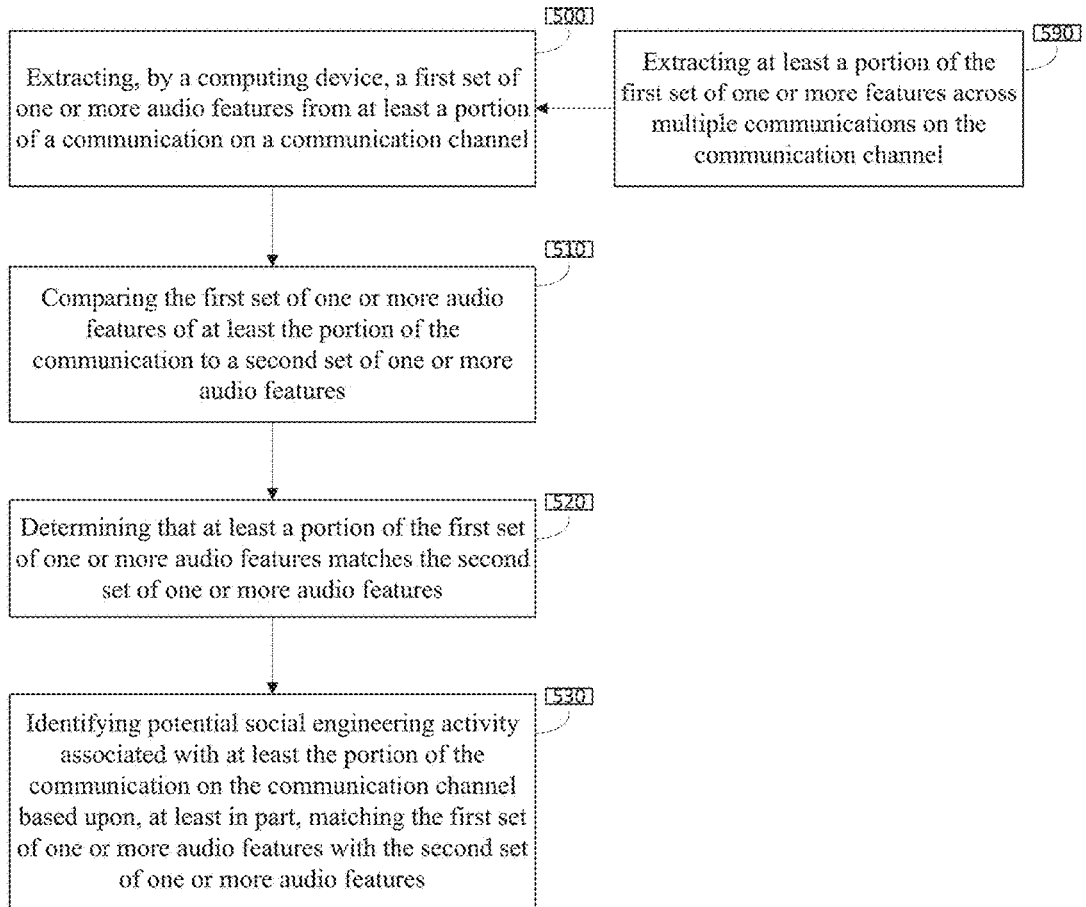 500
Extracting, by a computing device, a first set of
one or more audio features from at least a portion
of a communication on a communication channel
590
Extracting at least a portion of the
first set of one or more features across
multiple communications on the
communication channel
510
Comparing the first set of one or more audio
features of at least the portion of the
communication to a second set of one or more
audio features
520
Determining that at least a portion of the first set
of one or more audio features matches the second
set of one or more audio features
530
Identifying potential social engineering activity
associated with at least the portion of the
communication on the communication channel
based upon, at least in part, matching the first set
of one or more audio features with the second set
of one or more audio features